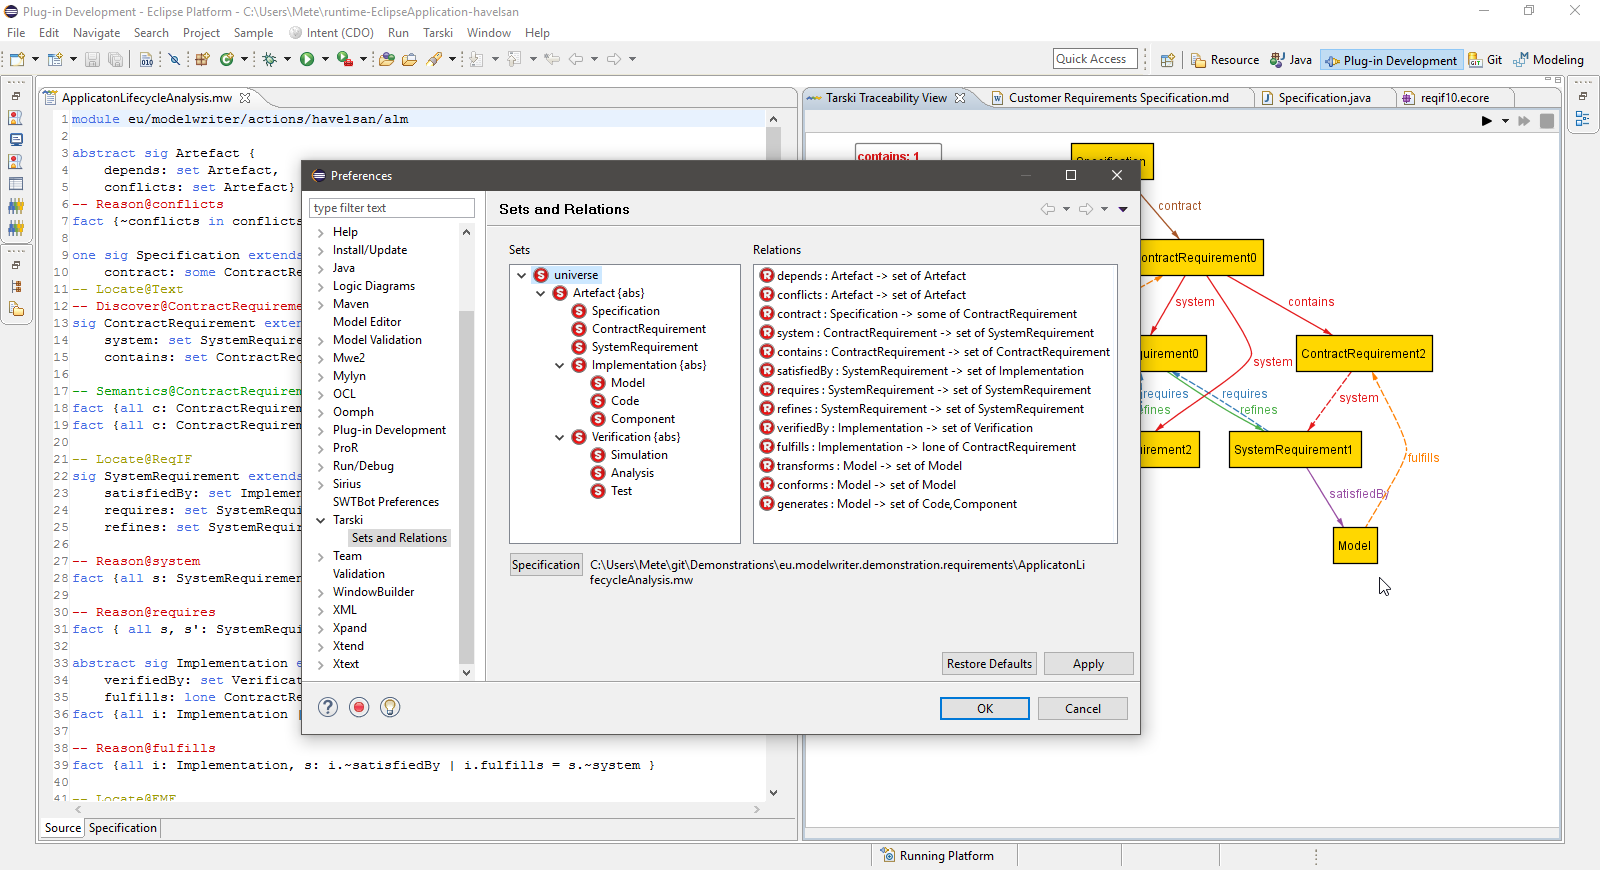 Plug-in Development - Eclipse Platform - C:\Users\Mete\runtime-EclipseApplication-havelsan
File Edit Navigate Search Project Sample Intent (CDO) Run Tarski Window Help
Quick Access Resource Java Plug-in Development Git Modeling
ApplicatonLifecycleAnalysis.mw
1 module eu/modelwriter/actions/havelsan/alm
2
3 abstract sig Artefact {
4 depends: set Artefact,
5 conflicts: set Artefact}
6 -- Reason@conflicts
7 fact {~conflicts in conflicts
8
9 one sig Specification extends
10 contract: some ContractRe
11 -- Locate@Text
12 -- Discover@ContractRequireme
13 sig ContractRequirement exten
14 system: set SystemRequire
15 contains: set ContractReq
16
17 -- Semantics@ContractRequirem
18 fact {all c: ContractRequirem
19 fact {all c: ContractRequirem
20
21 -- Locate@ReqIF
22 sig SystemRequirement extends
23 satisfiedBy: set Implemen
24 requires: set SystemRequi
25 refines: set SystemRequir
26
27 -- Reason@system
28 fact {all s: SystemRequiremen
29
30 -- Reason@requires
31 fact { all s, s': SystemRequi
32
33 abstract sig Implementation e
34 verifiedBy: set Verificat
35 fulfills: lone ContractRe
36 fact {all i: Implementation |
37
38 -- Reason@fulfills
39 fact {all i: Implementation, s: i.~satisfiedBy | i.fulfills = s.~system }
40
41 -- Locate@EMF
Source Specification
Preferences
type filter text
Help
Install/Update
Java
Logic Diagrams
Maven
Model Editor
Model Validation
Mwe2
Mylyn
OCL
Oomph
Plug-in Development
ProR
Run/Debug
Sirius
SWTBot Preferences
Tarski
Sets and Relations
Team
Validation
WindowBuilder
XML
Xpand
Xtend
Xtext
Sets and Relations
Sets
universe
Artefact {abs}
Specification
ContractRequirement
SystemRequirement
Implementation {abs}
Model
Code
Component
Verification {abs}
Simulation
Analysis
Test
Relations
depends : Artefact -> set of Artefact
conflicts : Artefact -> set of Artefact
contract : Specification -> some of ContractRequirement
system : ContractRequirement -> set of SystemRequirement
contains : ContractRequirement -> set of ContractRequirement
satisfiedBy : SystemRequirement -> set of Implementation
requires : SystemRequirement -> set of SystemRequirement
refines : SystemRequirement -> set of SystemRequirement
verifiedBy : Implementation -> set of Verification
fulfills : Implementation -> lone of ContractRequirement
transforms : Model -> set of Model
conforms : Model -> set of Model
generates : Model -> set of Code,Component
Specification C:\Users\Mete\git\Demonstrations\eu.modelwriter.demonstration.requirements\ApplicatonLi
fecycleAnalysis.mw
Restore Defaults Apply
OK Cancel
Tarski Traceability View Customer Requirements Specification.md Specification.java reqif10.ecore
contains: 1
Specification
contract
ontractRequirement0
system contains
uirement0 system ContractRequirement2
requires requires system
efines refines
irement2 SystemRequirement1 fulfills
satisfiedBy
Model
Running Platform